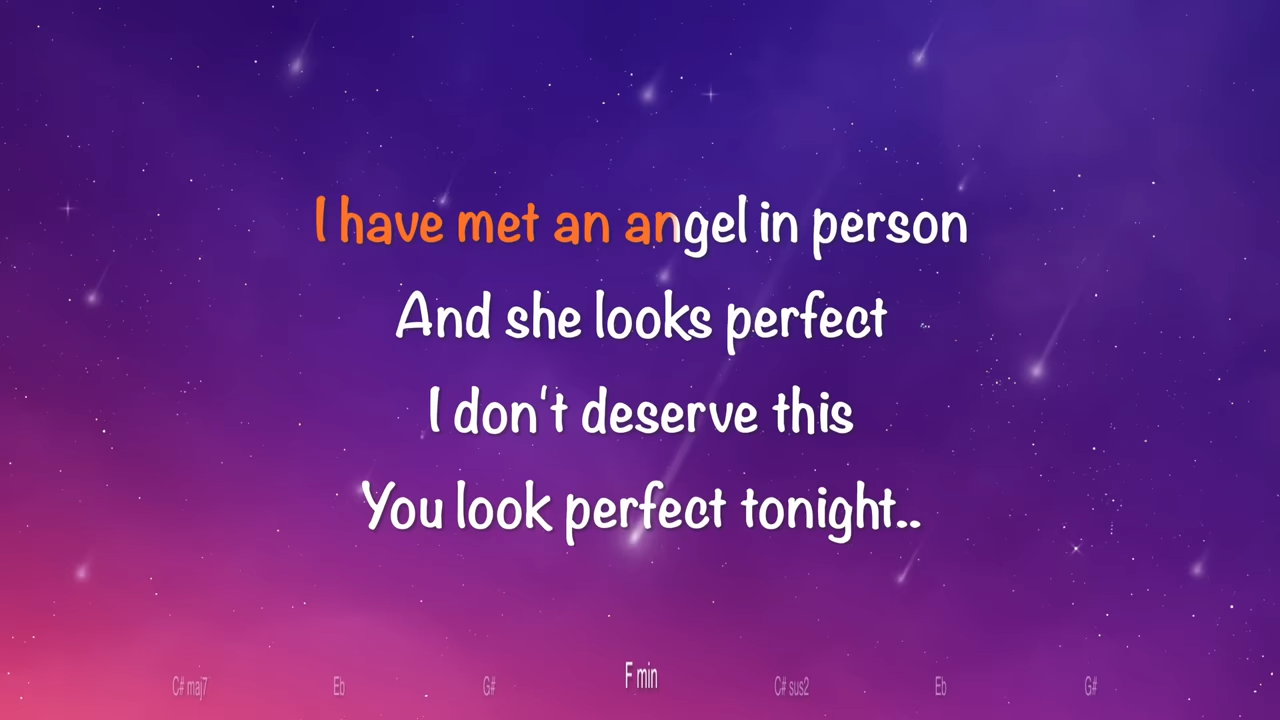 I have met an angel in person
And she looks perfect
I don't deserve this
You look perfect tonight..
C# maj7 Eb G# F min C# sus2 Eb G#